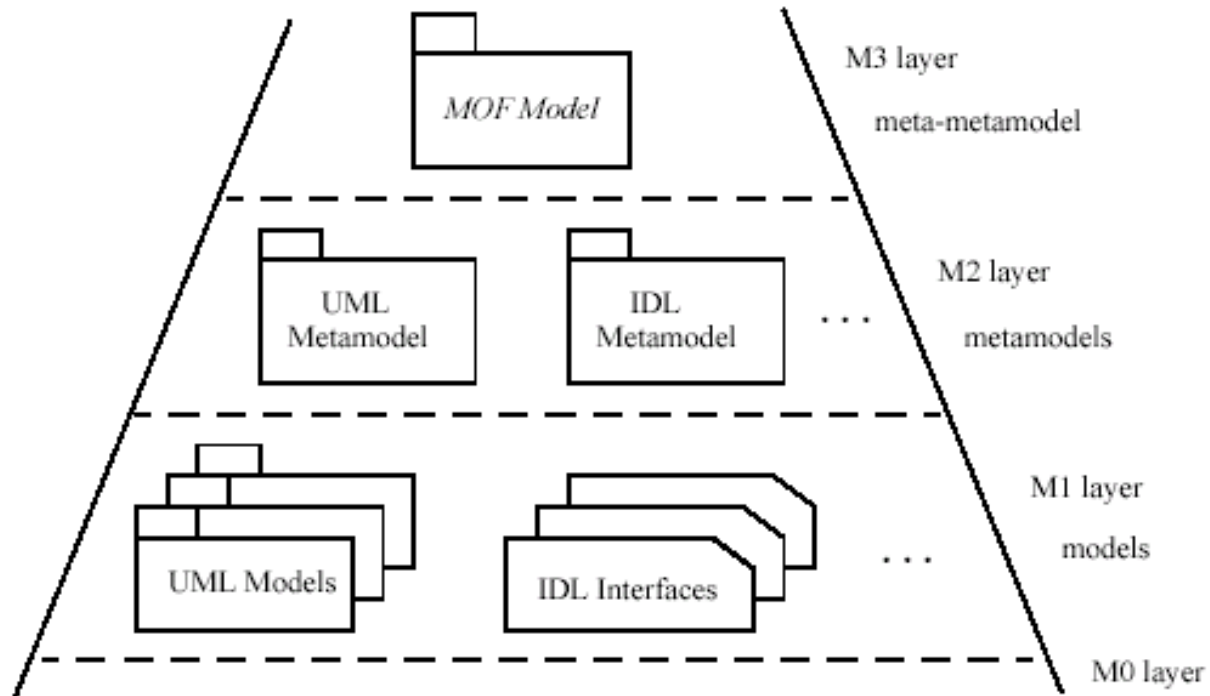 M3 layer
MOF Model
meta-metamodel
M2 layer
UML
Metamodel
IDL
Metamodel
. . .
metamodels
M1 layer
models
UML Models
IDL Interfaces
. . .
M0 layer